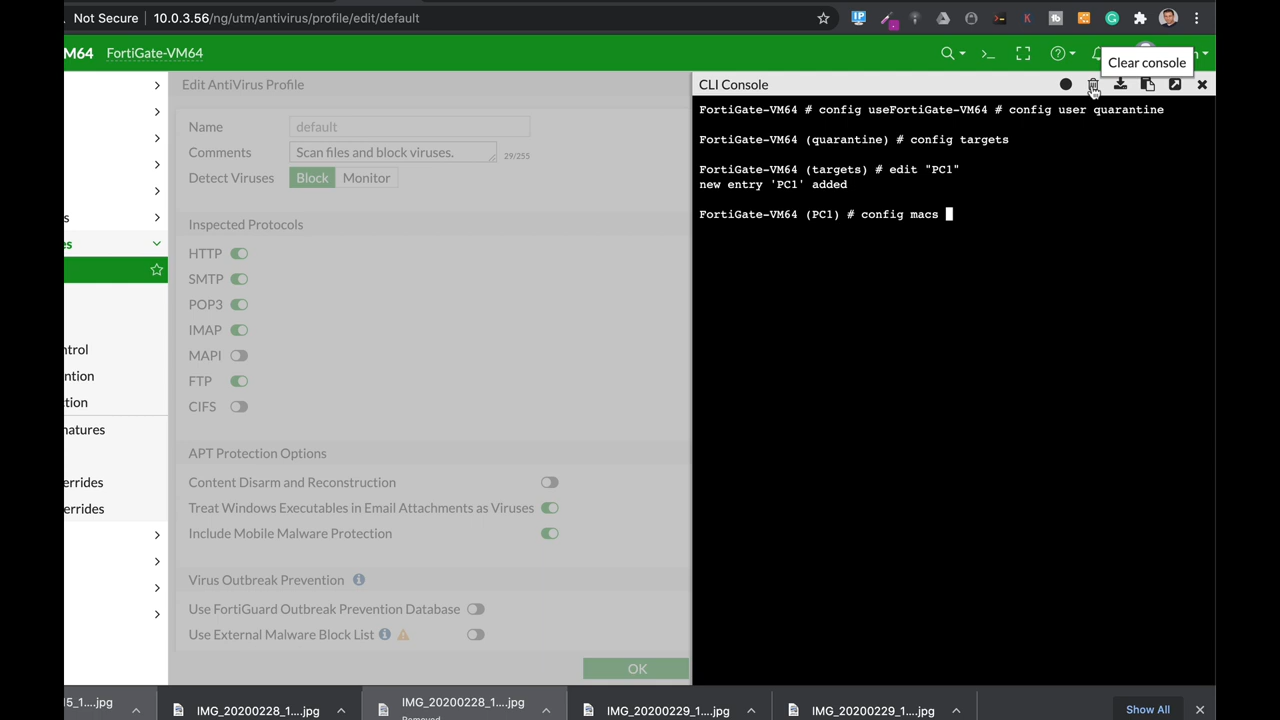 Not Secure 10.0.3.56/ng/utm/antivirus/profile/edit/default
M64 FortiGate-VM64
Clear console
Edit AntiVirus Profile
Name default
Comments Scan files and block viruses. 29/255
Detect Viruses Block Monitor
Inspected Protocols
HTTP
SMTP
POP3
IMAP
MAPI
FTP
CIFS
APT Protection Options
Content Disarm and Reconstruction
Treat Windows Executables in Email Attachments as Viruses
Include Mobile Malware Protection
Virus Outbreak Prevention
Use FortiGuard Outbreak Prevention Database
Use External Malware Block List
OK
s
es
ntrol
ention
ction
natures
errides
errides
CLI Console
FortiGate-VM64 # config useFortiGate-VM64 # config user quarantine
FortiGate-VM64 (quarantine) # config targets
FortiGate-VM64 (targets) # edit "PC1"
new entry 'PC1' added
FortiGate-VM64 (PC1) # config macs
15_1....jpg
IMG_20200228_1....jpg
IMG_20200228_1....jpg
Removed
IMG_20200229_1....jpg
IMG_20200229_1....jpg
Show All